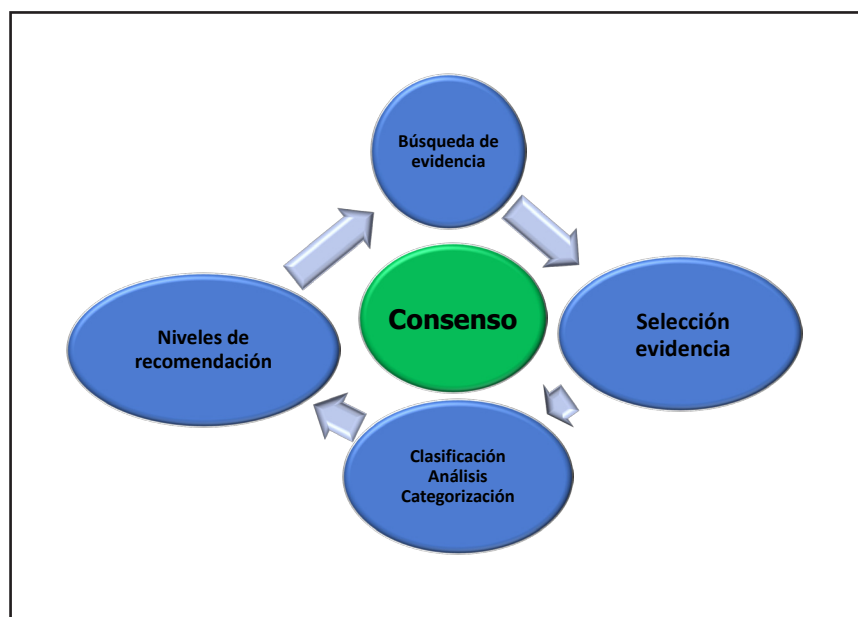 Búsqueda de
evidencia
Consenso
Selección
evidencia
Niveles de
recomendación
Clasificación
Análisis
Categorización